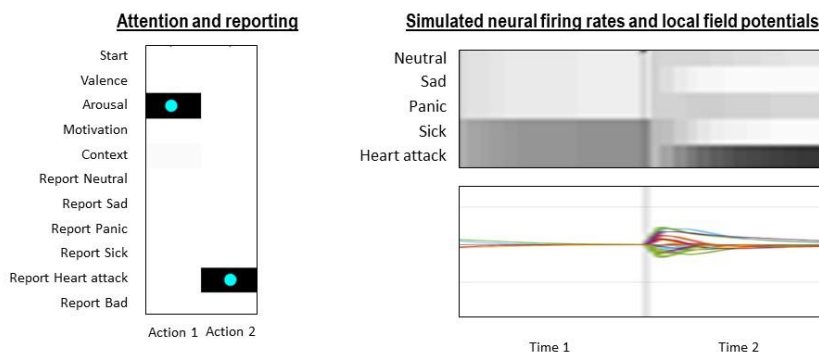 Attention and reporting
Start
Valence
Arousal
Motivation
Context
Report Neutral
Report Sad
Report Panic
Report Sick
Report Heart attack
Report Bad
Action 1 Action 2
Simulated neural firing rates and local field potentials
Neutral
Sad
Panic
Sick
Heart attack
Time 1 Time 2